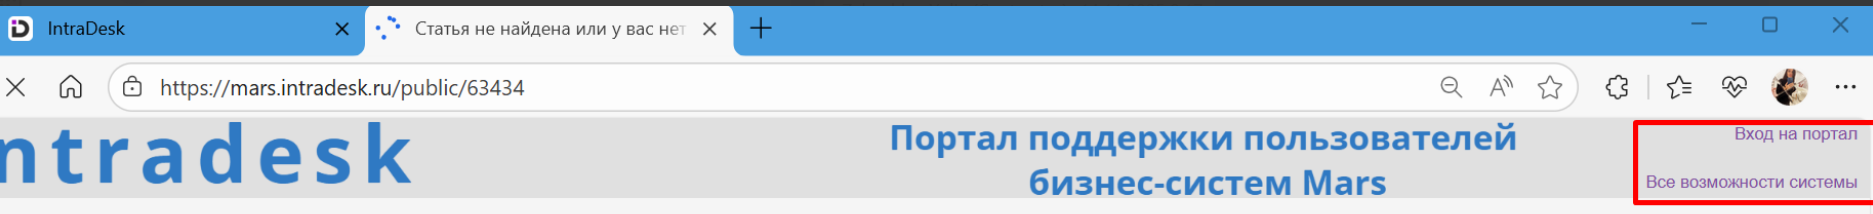 IntraDesk
Статья не найдена или у вас нет
https://mars.intradesk.ru/public/63434
ntradesk
Портал поддержки пользователей
бизнес-систем Mars
Вход на портал
Все возможности системы